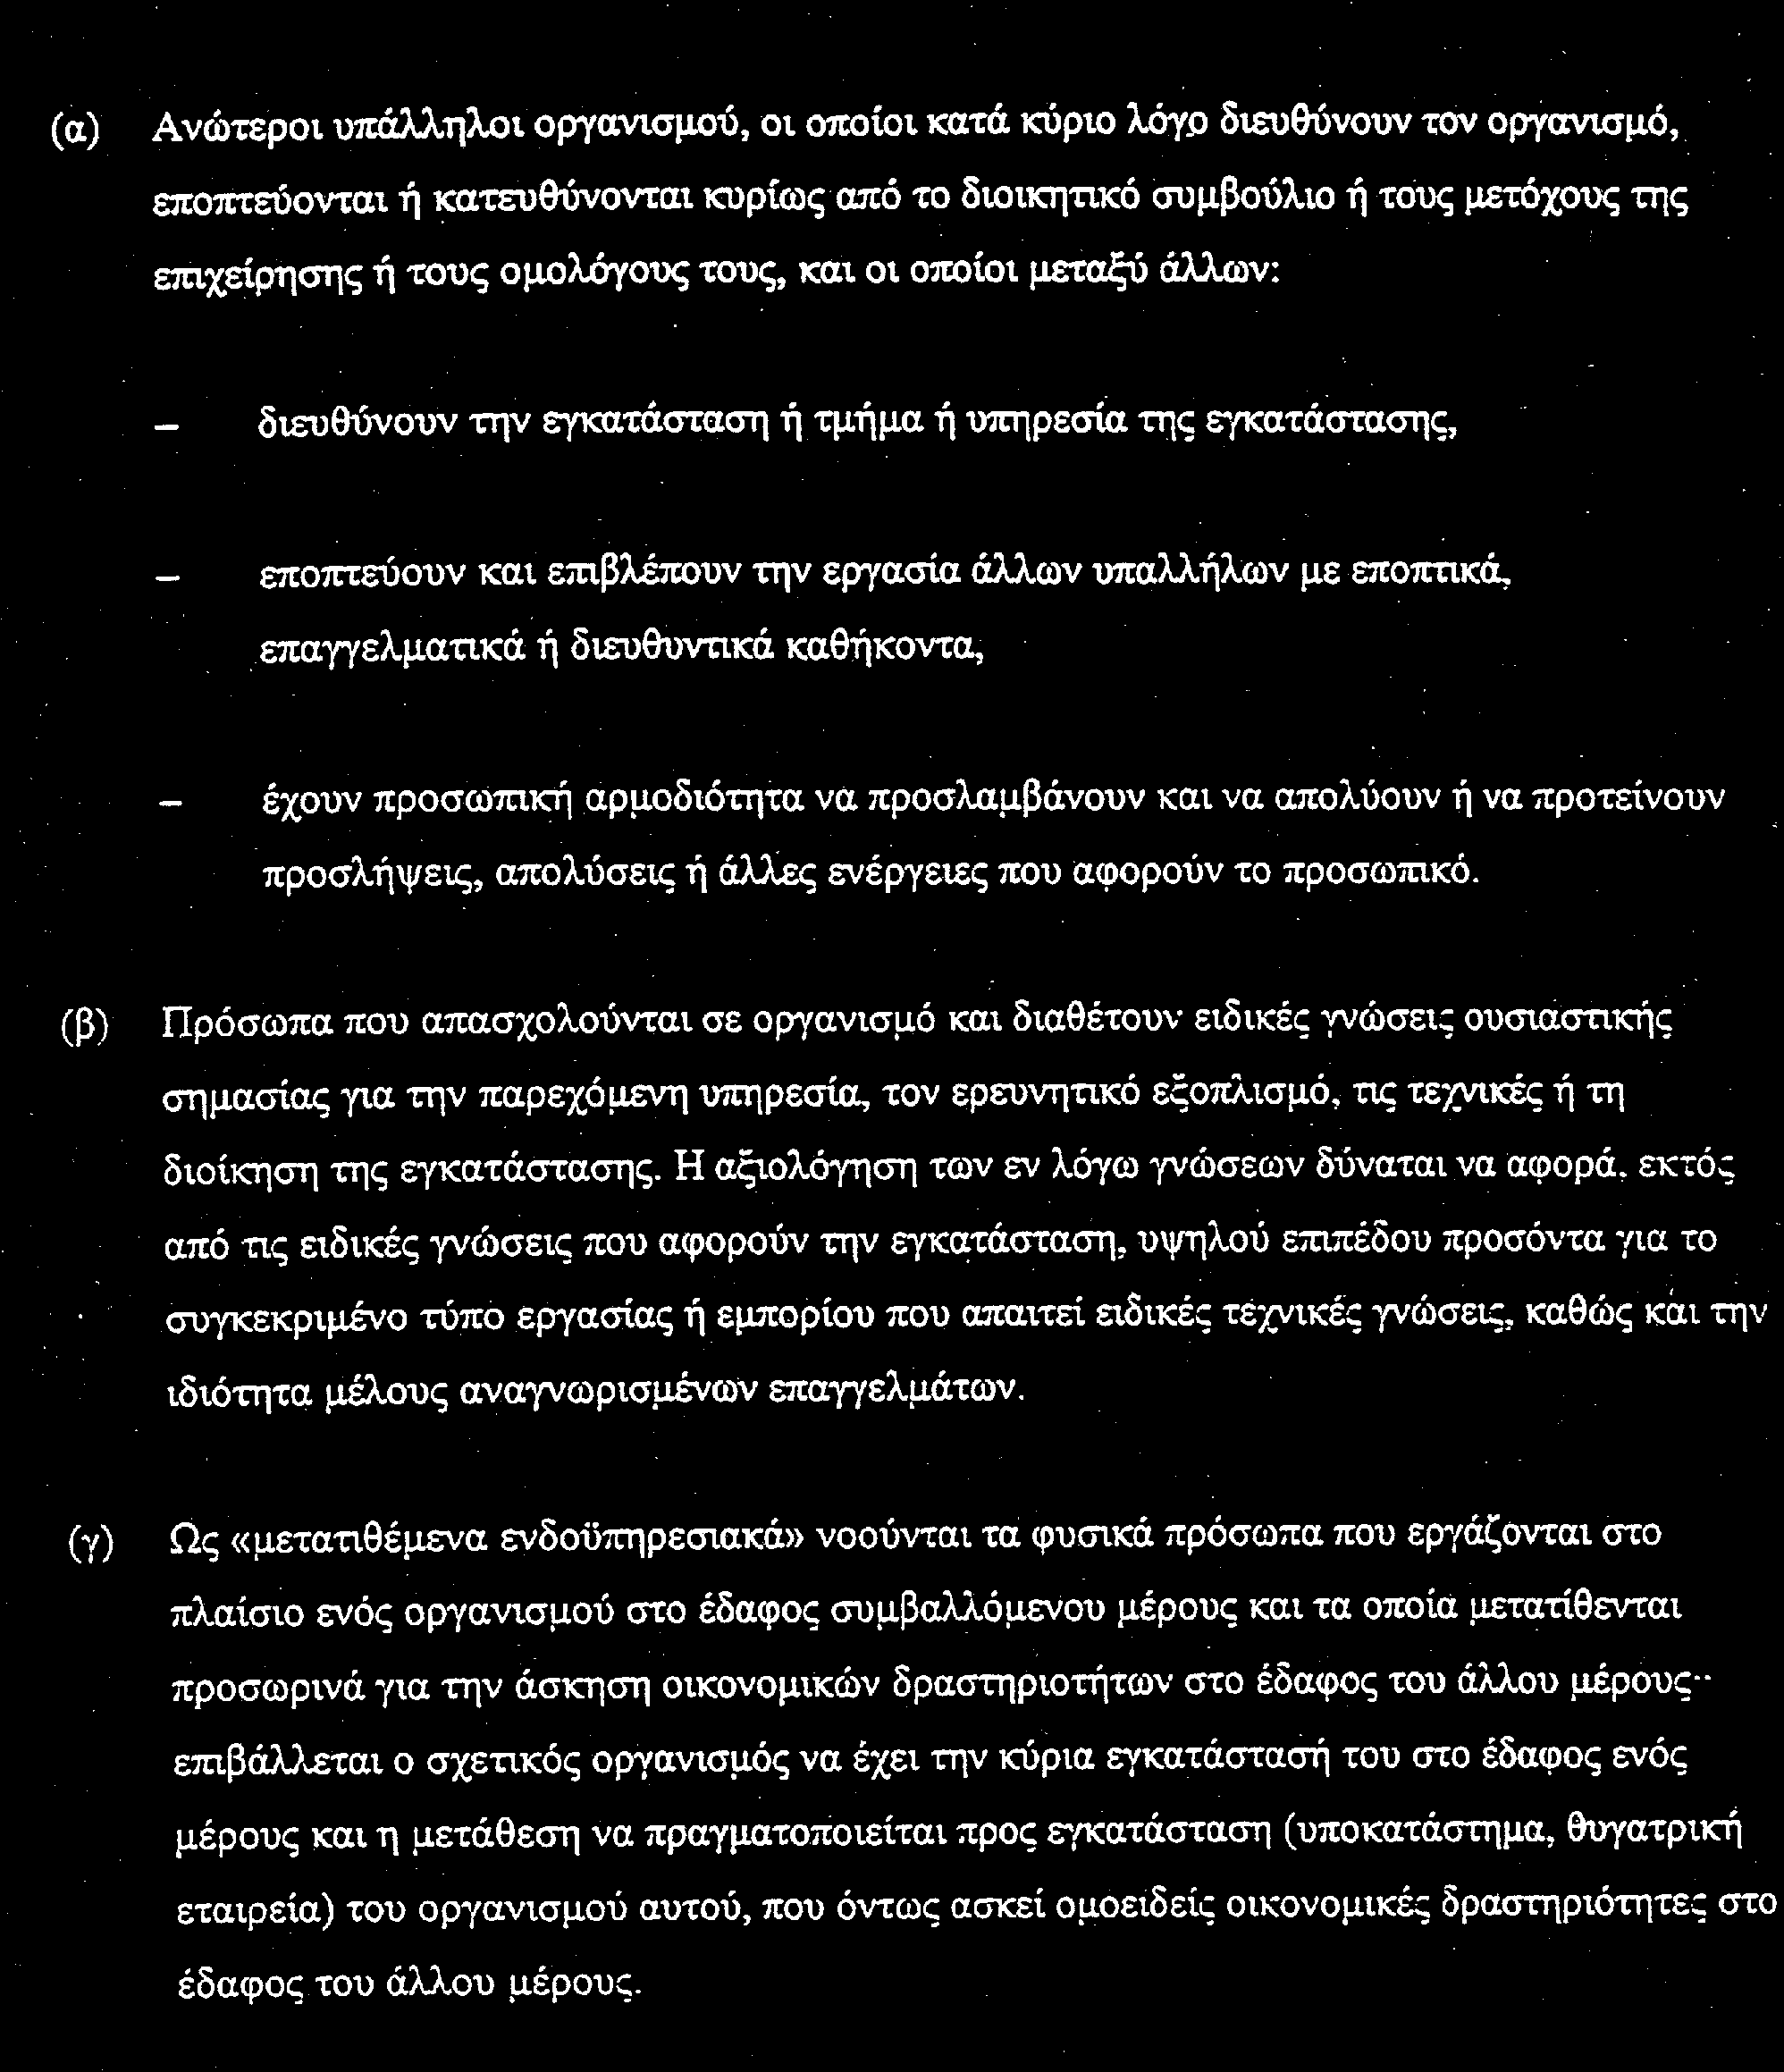 (α) Ανώτεροι υπάλληλοι οργανισμού, οι οποίοι κατά κύριο λόγο διευθύνουν τον οργανισμό,
εποπτεύονται ή κατευθύνονται κυρίως από το διοικητικό συμβούλιο ή τους μετόχους της
επιχείρησης ή τους ομολόγους τους, και οι οποίοι μεταξύ άλλων:
– διευθύνουν την εγκατάσταση ή τμήμα ή υπηρεσία της εγκατάστασης,
– εποπτεύουν και επιβλέπουν την εργασία άλλων υπαλλήλων με εποπτικά,
επαγγελματικά ή διευθυντικά καθήκοντα,
– έχουν προσωπική αρμοδιότητα να προσλαμβάνουν και να απολύουν ή να προτείνουν
προσλήψεις, απολύσεις ή άλλες ενέργειες που αφορούν το προσωπικό.
(β) Πρόσωπα που απασχολούνται σε οργανισμό και διαθέτουν ειδικές γνώσεις ουσιαστικής
σημασίας για την παρεχόμενη υπηρεσία, τον ερευνητικό εξοπλισμό, τις τεχνικές ή τη
διοίκηση της εγκατάστασης. Η αξιολόγηση των εν λόγω γνώσεων δύναται να αφορά, εκτός
από τις ειδικές γνώσεις που αφορούν την εγκατάσταση, υψηλού επιπέδου προσόντα για το
συγκεκριμένο τύπο εργασίας ή εμπορίου που απαιτεί ειδικές τεχνικές γνώσεις, καθώς και την
ιδιότητα μέλους αναγνωρισμένων επαγγελμάτων.
(γ) Ως «μετατιθέμενα ενδοϋπηρεσιακά» νοούνται τα φυσικά πρόσωπα που εργάζονται στο
πλαίσιο ενός οργανισμού στο έδαφος συμβαλλόμενου μέρους και τα οποία μετατίθενται
προσωρινά για την άσκηση οικονομικών δραστηριοτήτων στο έδαφος του άλλου μέρους·
επιβάλλεται ο σχετικός οργανισμός να έχει την κύρια εγκατάστασή του στο έδαφος ενός
μέρους και η μετάθεση να πραγματοποιείται προς εγκατάσταση (υποκατάστημα, θυγατρική
εταιρεία) του οργανισμού αυτού, που όντως ασκεί ομοειδείς οικονομικές δραστηριότητες στο
έδαφος του άλλου μέρους.